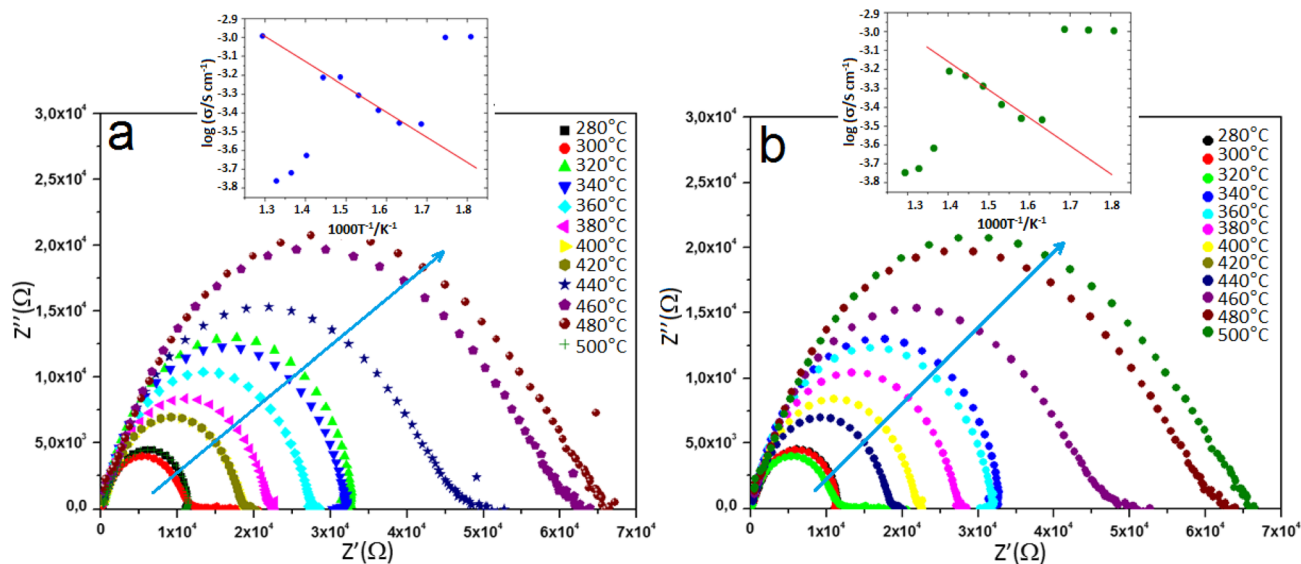 a
-2.9
-3.0
-3.1
-3.2
-3.3
-3.4
-3.5
-3.6
-3.7
-3.8
log (σ/S cm⁻¹)
1.3 1.4 1.5 1.6 1.7 1.8
1000T⁻¹/K⁻¹
3,0x10⁴
2,5x10⁴
2,0x10⁴
1,5x10⁴
1,0x10⁴
5,0x10³
0,0
Z''(Ω)
280°C
300°C
320°C
340°C
360°C
380°C
400°C
420°C
440°C
460°C
480°C
500°C
0 1x10⁴ 2x10⁴ 3x10⁴ 4x10⁴ 5x10⁴ 6x10⁴ 7x10⁴
Z'(Ω)
b
-2.9
-3.0
-3.1
-3.2
-3.3
-3.4
-3.5
-3.6
-3.7
-3.8
log (σ/S cm⁻¹)
1.3 1.4 1.5 1.6 1.7 1.8
1000T⁻¹/K⁻¹
3,0x10⁴
2,5x10⁴
2,0x10⁴
1,5x10⁴
1,0x10⁴
5,0x10³
0,0
Z''(Ω)
280°C
300°C
320°C
340°C
360°C
380°C
400°C
420°C
440°C
460°C
480°C
500°C
0 1x10⁴ 2x10⁴ 3x10⁴ 4x10⁴ 5x10⁴ 6x10⁴ 7x10⁴
Z'(Ω)